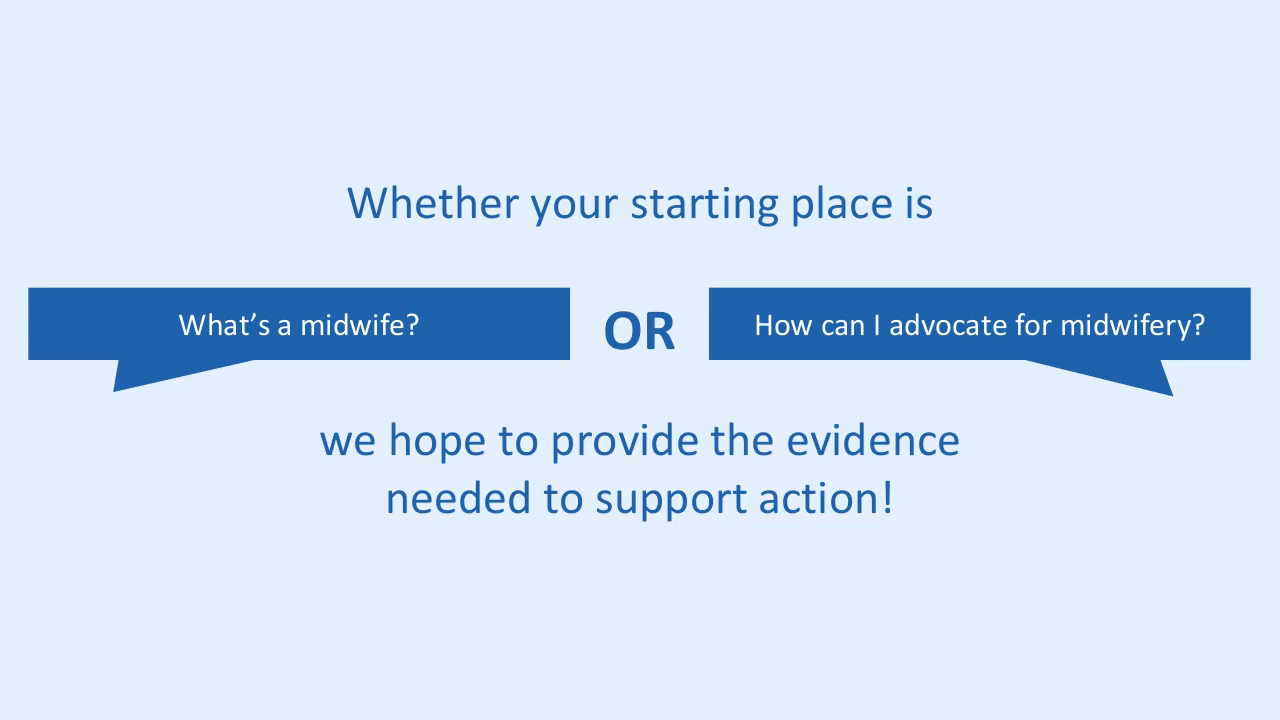 Whether your starting place is
What’s a midwife?
OR
How can I advocate for midwifery?
we hope to provide the evidence
needed to support action!